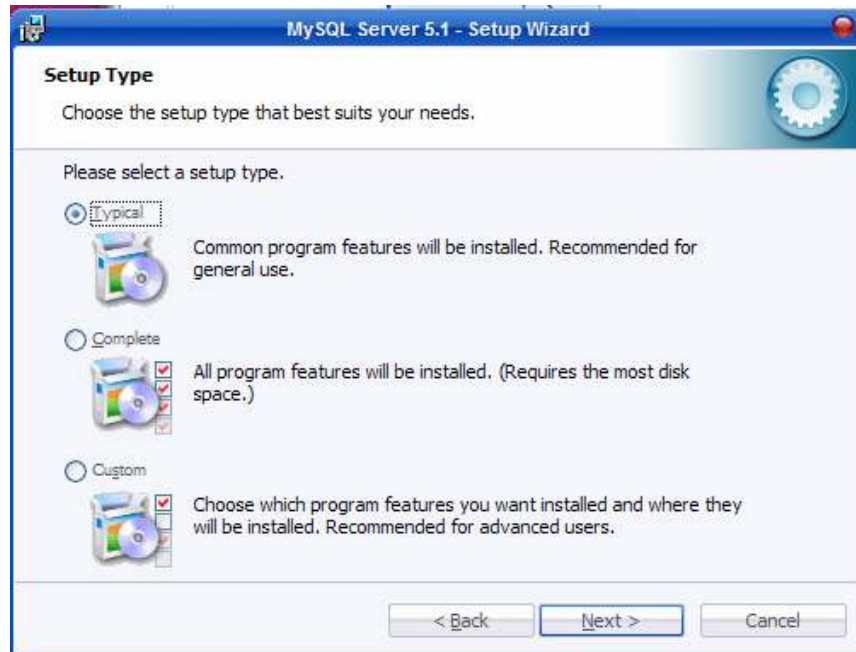 MySQL Server 5.1 - Setup Wizard
Setup Type
Choose the setup type that best suits your needs.
Please select a setup type.
Typical
Common program features will be installed. Recommended for
general use.
Complete
All program features will be installed. (Requires the most disk
space.)
Custom
Choose which program features you want installed and where they
will be installed. Recommended for advanced users.
< Back
Next >
Cancel